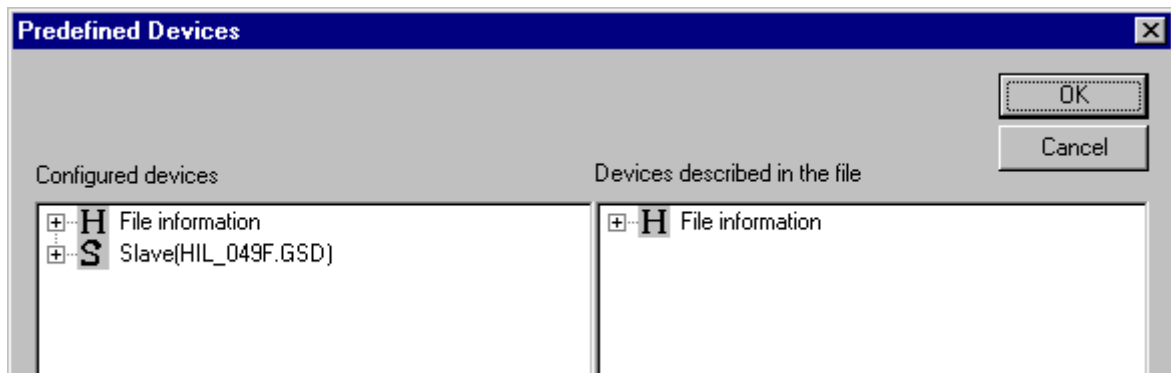 Predefined Devices
OK
Cancel
Configured devices
Devices described in the file
H File information
S Slave(HIL_049F.GSD)
H File information